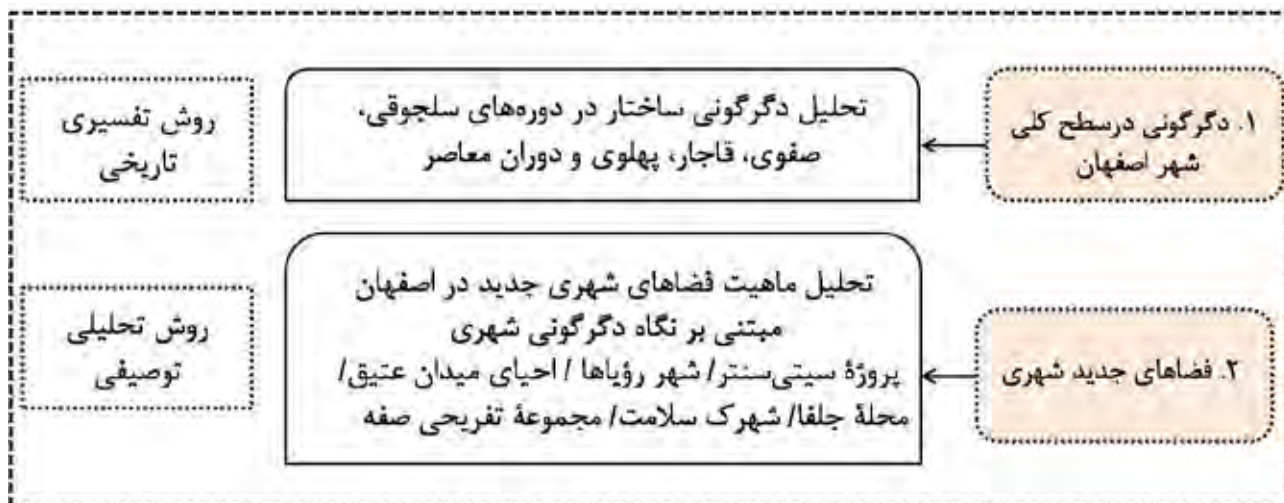 ۱. دگرگونی درسطح کلی
شهر اصفهان
تحلیل دگرگونی ساختار در دوره‌های سلجوقی،
صفوی، قاجار، پهلوی و دوران معاصر
روش تفسیری
تاریخی
۲. فضاهای جدید شهری
تحلیل ماهیت فضاهای شهری جدید در اصفهان
مبتنی بر نگاه دگرگونی شهری
پروژهٔ سیتی‌سنتر/ شهر رؤیاها / احیای میدان عتیق/
محلهٔ جلفا/ شهرک سلامت/ مجموعهٔ تفریحی صفه
روش تحلیلی
توصیفی